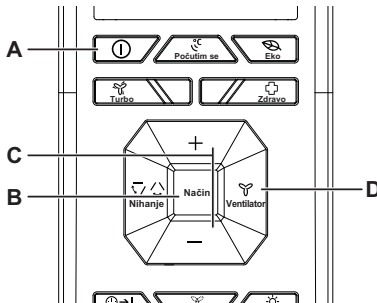 A
°C
Počutim se
Eko
Turbo
Zdravo
+
C
B
Nihanje
Način
Ventilator
D
−